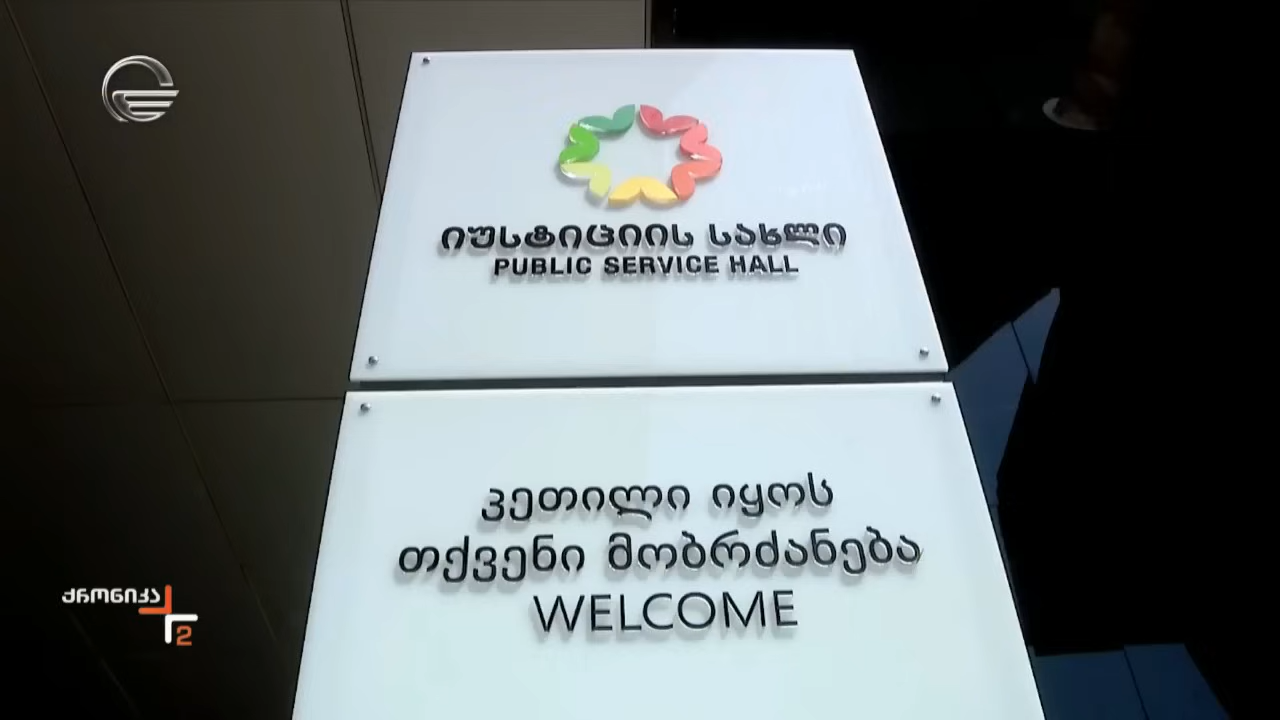 იუსტიციის სახლი
PUBLIC SERVICE HALL
კეთილი იყოს
თქვენი მობრძანება
WELCOME
ქრონიკა
2